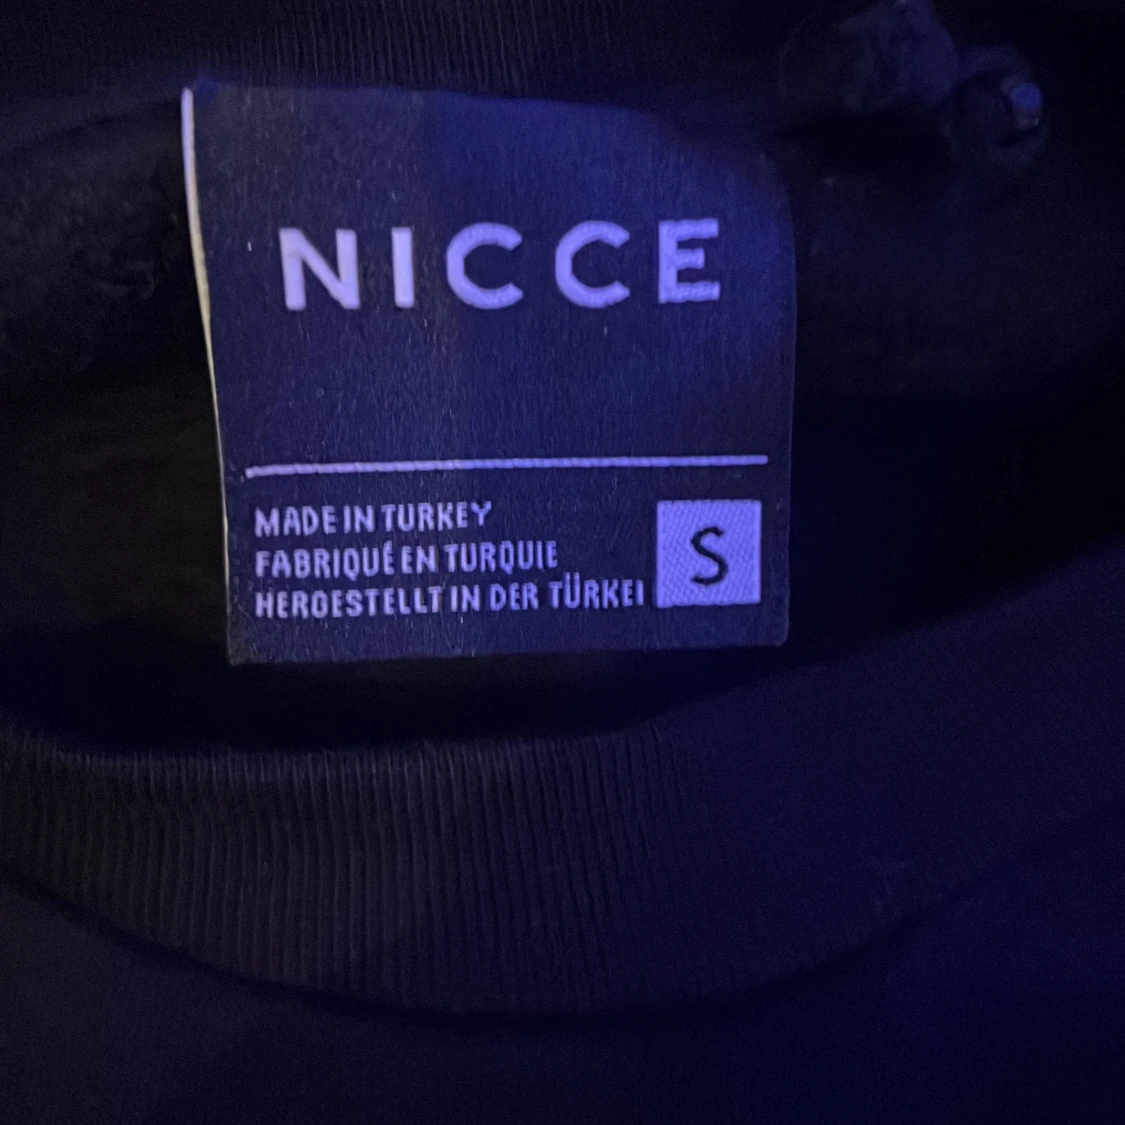 NICCE
MADE IN TURKEY
FABRIQUÉ EN TURQUIE
HERGESTELLT IN DER TÜRKEI
S